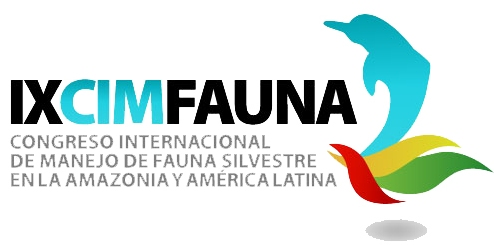 IXCIMFAUNA
CONGRESO INTERNACIONAL
DE MANEJO DE FAUNA SILVESTRE
EN LA AMAZONIA Y AMÉRICA LATINA